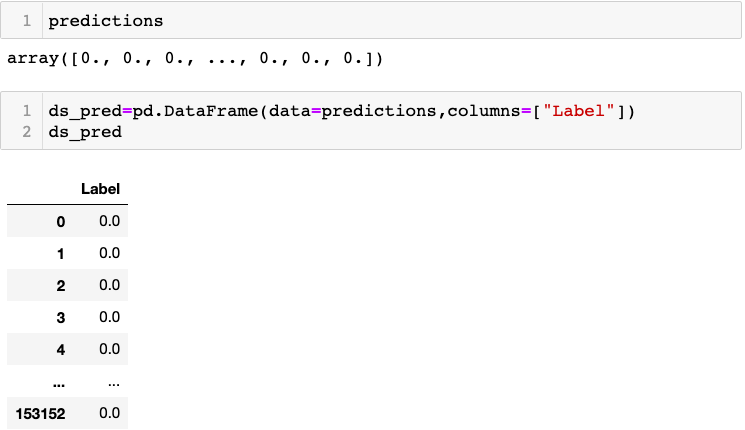 1 predictions
array([0., 0., 0., ..., 0., 0., 0.])
1 ds_pred=pd.DataFrame(data=predictions,columns=["Label"])
2 ds_pred
Label
0 0.0
1 0.0
2 0.0
3 0.0
4 0.0
... ...
153152 0.0